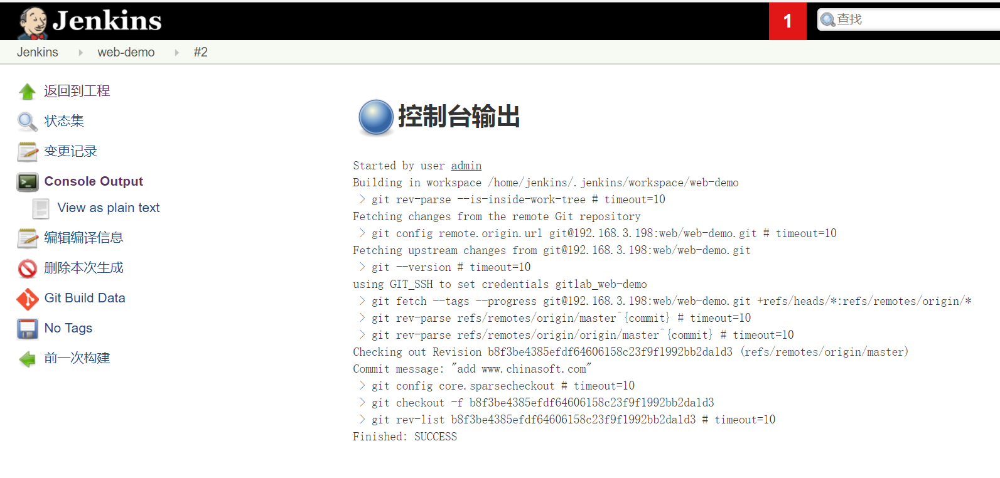 Jenkins
1
查找
Jenkins
web-demo
#2
返回到工程
状态集
变更记录
Console Output
View as plain text
编辑编译信息
删除本次生成
Git Build Data
No Tags
前一次构建
控制台输出
Started by user admin
Building in workspace /home/jenkins/.jenkins/workspace/web-demo
> git rev-parse --is-inside-work-tree # timeout=10
Fetching changes from the remote Git repository
> git config remote.origin.url git@192.168.3.198:web/web-demo.git # timeout=10
Fetching upstream changes from git@192.168.3.198:web/web-demo.git
> git --version # timeout=10
using GIT_SSH to set credentials gitlab_web-demo
> git fetch --tags --progress git@192.168.3.198:web/web-demo.git +refs/heads/*:refs/remotes/origin/*
> git rev-parse refs/remotes/origin/master^{commit} # timeout=10
> git rev-parse refs/remotes/origin/origin/master^{commit} # timeout=10
Checking out Revision b8f3be4385efdf64606158c23f9f1992bb2da1d3 (refs/remotes/origin/master)
Commit message: "add www.chinasoft.com"
> git config core.sparsecheckout # timeout=10
> git checkout -f b8f3be4385efdf64606158c23f9f1992bb2da1d3
> git rev-list b8f3be4385efdf64606158c23f9f1992bb2da1d3 # timeout=10
Finished: SUCCESS